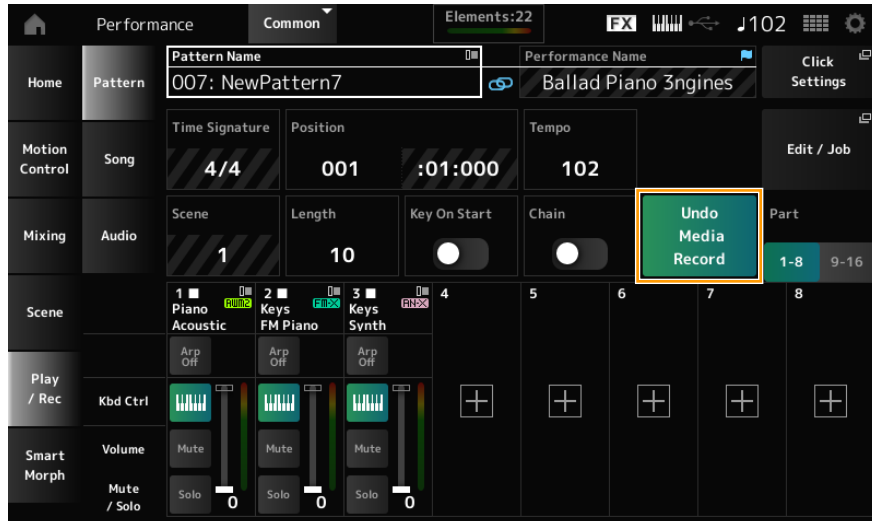 Performance
Common
Elements:22
FX
♩102
Home
Pattern
Pattern Name
007: NewPattern7
Performance Name
Ballad Piano 3ngines
Click
Settings
Motion
Control
Song
Time Signature
4/4
Position
001
:01:000
Tempo
102
Edit / Job
Mixing
Audio
Scene
1
Length
10
Key On Start
Chain
Undo
Media
Record
Part
1-8
9-16
Scene
1
Piano
AWM2
Acoustic
2
Keys
FM-X
FM Piano
3
Keys
AN-X
Synth
4
5
6
7
8
Arp
Off
Arp
Off
Arp
Off
Play
/ Rec
Kbd Ctrl
Smart
Morph
Volume
Mute
Mute
Mute
Mute
/ Solo
Solo
0
Solo
0
Solo
0